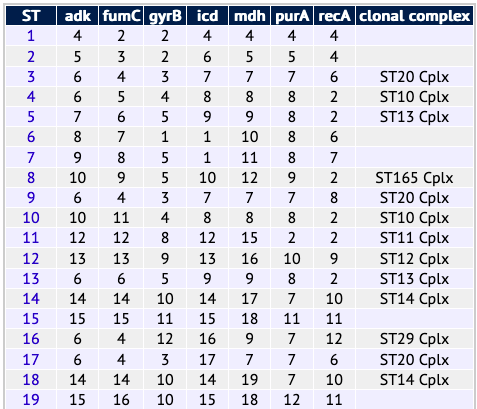 ST adk fumC gyrB icd mdh purA recA clonal complex
1 4 2 2 4 4 4 4
2 5 3 2 6 5 5 4
3 6 4 3 7 7 7 6 ST20 Cplx
4 6 5 4 8 8 8 2 ST10 Cplx
5 7 6 5 9 9 8 2 ST13 Cplx
6 8 7 1 1 10 8 6
7 9 8 5 1 11 8 7
8 10 9 5 10 12 9 2 ST165 Cplx
9 6 4 3 7 7 7 8 ST20 Cplx
10 10 11 4 8 8 8 2 ST10 Cplx
11 12 12 8 12 15 2 2 ST11 Cplx
12 13 13 9 13 16 10 9 ST12 Cplx
13 6 6 5 9 9 8 2 ST13 Cplx
14 14 14 10 14 17 7 10 ST14 Cplx
15 15 15 11 15 18 11 11
16 6 4 12 16 9 7 12 ST29 Cplx
17 6 4 3 17 7 7 6 ST20 Cplx
18 14 14 10 14 19 7 10 ST14 Cplx
19 15 16 10 15 18 12 11